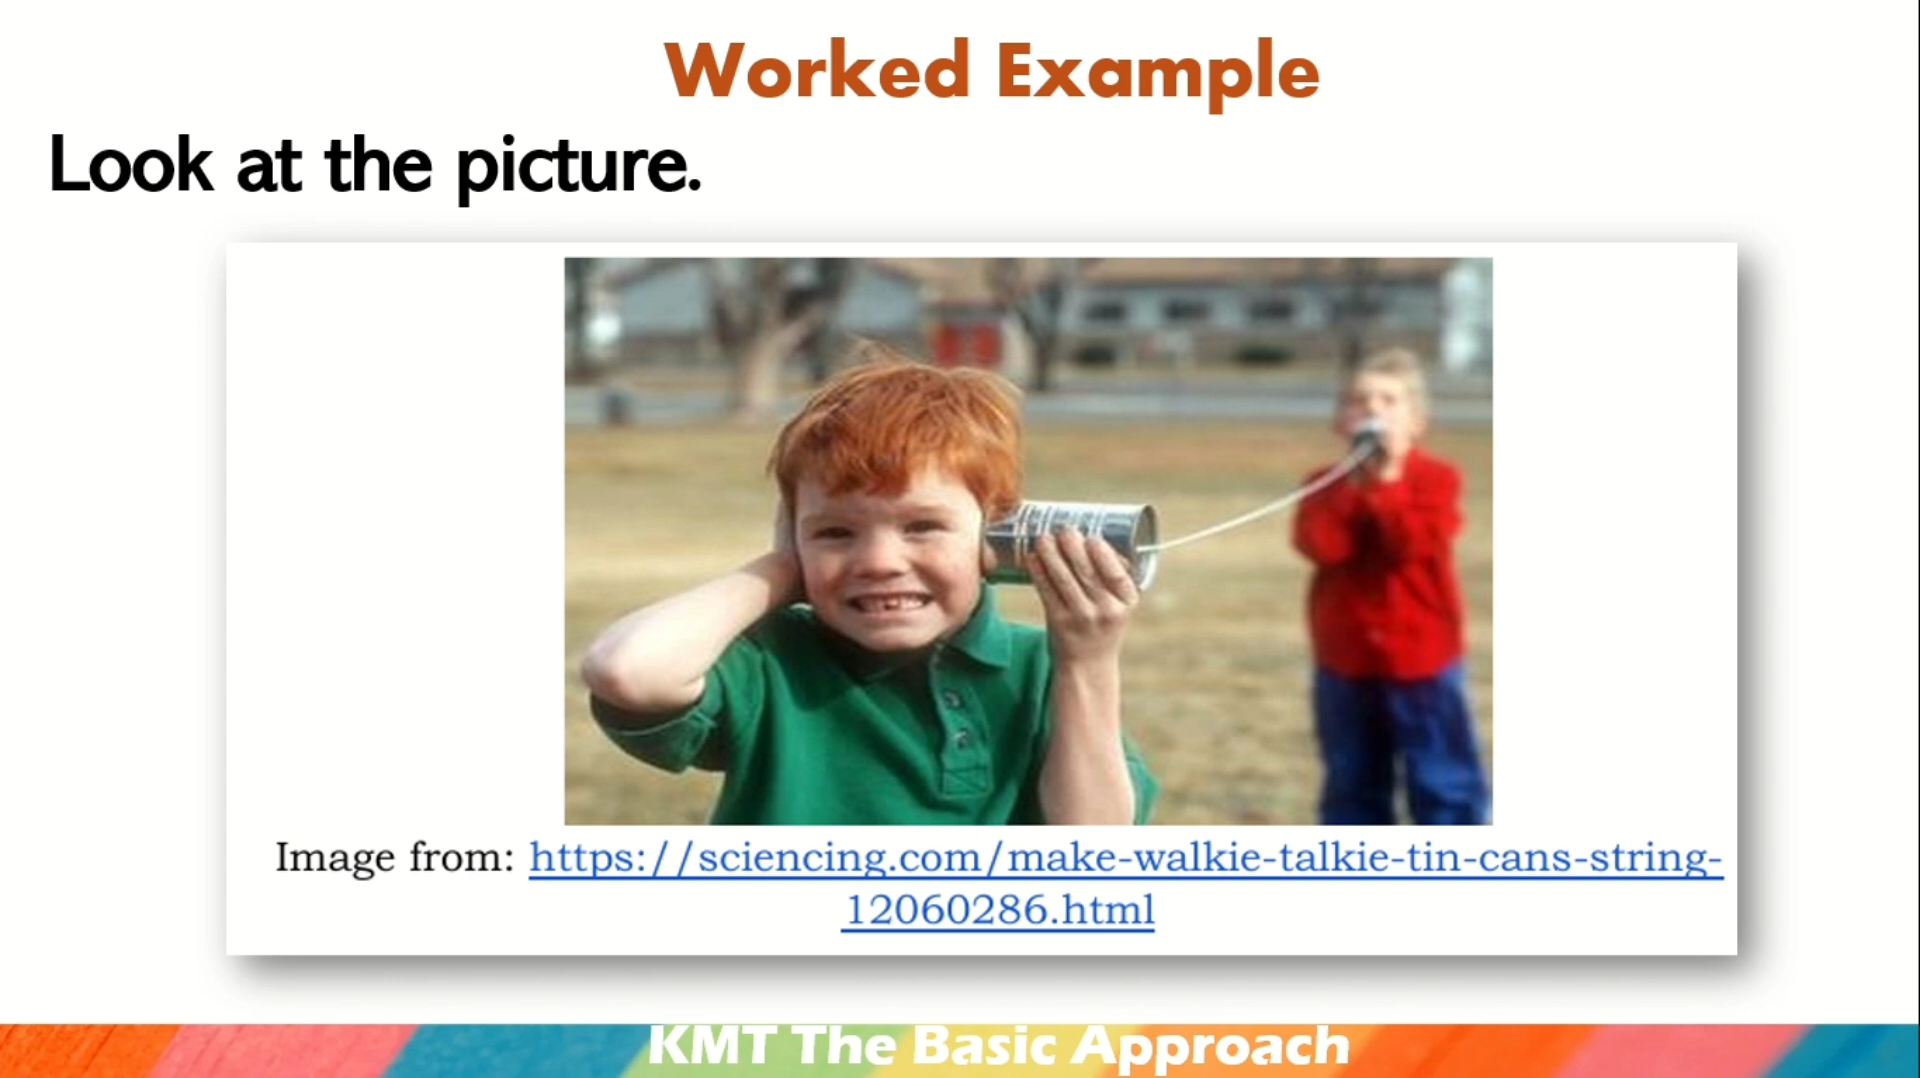 Worked Example
Look at the picture.
Image from: https://sciencing.com/make-walkie-talkie-tin-cans-string-
12060286.html
KMT The Basic Approach